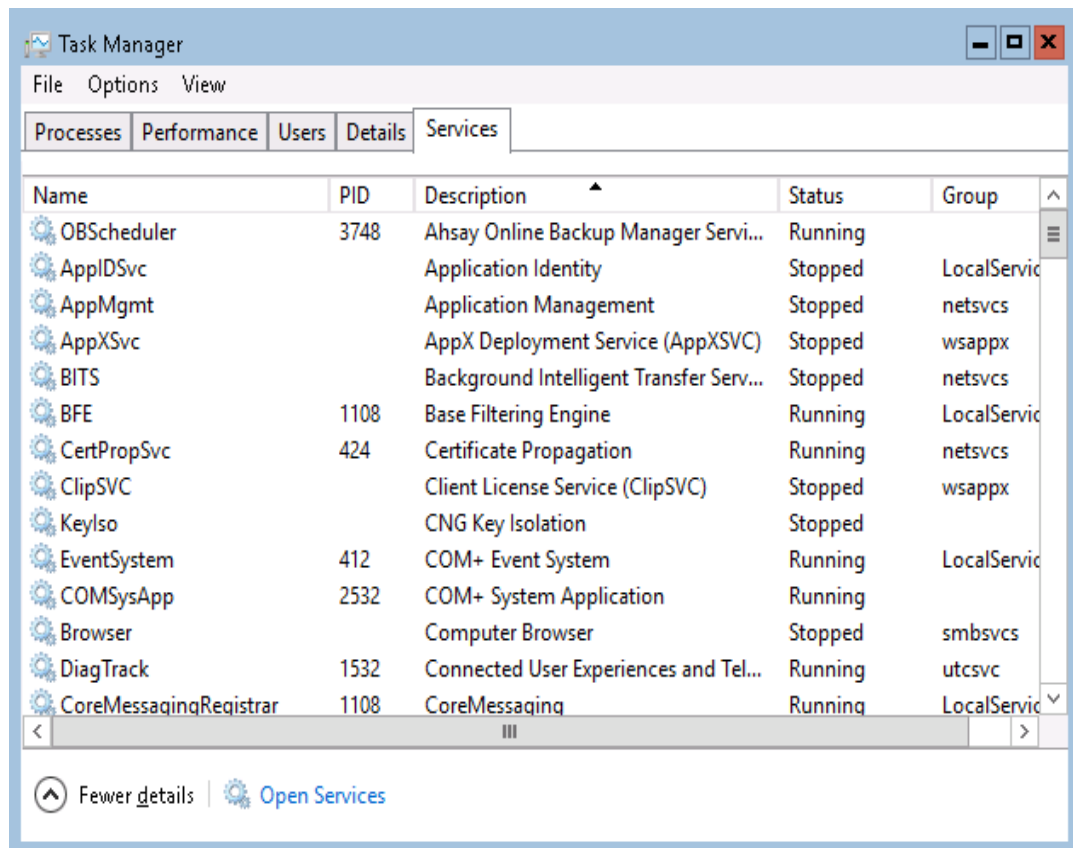 Task Manager
File Options View
Processes Performance Users Details Services
Name PID Description Status Group
OBScheduler 3748 Ahsay Online Backup Manager Servi... Running
AppIDSvc Application Identity Stopped LocalServic
AppMgmt Application Management Stopped netsvcs
AppXSvc AppX Deployment Service (AppXSVC) Stopped wsappx
BITS Background Intelligent Transfer Serv... Stopped netsvcs
BFE 1108 Base Filtering Engine Running LocalServic
CertPropSvc 424 Certificate Propagation Running netsvcs
ClipSVC Client License Service (ClipSVC) Stopped wsappx
KeyIso CNG Key Isolation Stopped
EventSystem 412 COM+ Event System Running LocalServic
COMSysApp 2532 COM+ System Application Running
Browser Computer Browser Stopped smbsvcs
DiagTrack 1532 Connected User Experiences and Tel... Running utcsvc
CoreMessagingRegistrar 1108 CoreMessaging Running LocalServic
Fewer details Open Services